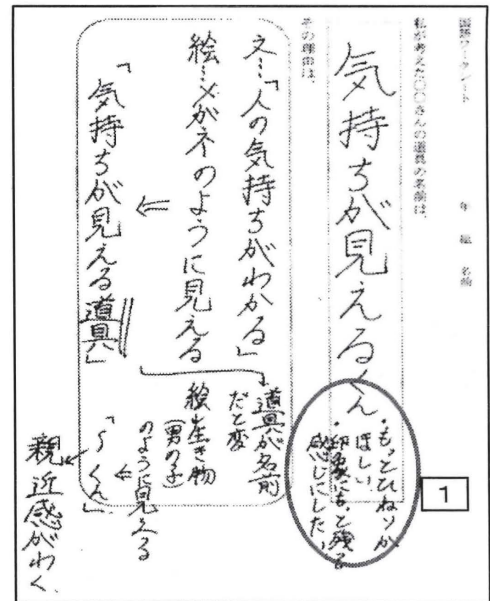 国語ワークシート　年　組　名前
私が考えた〇〇さんの道具の名前は、
気持ちが見えるくん
・もっとひねりが
ほしい。
・印象にもっと残る
感じにした、
1
その理由は、
文…「人の気持ちがわかる」
絵…メガネのように見える
⇐
「気持ちが見える道具」
道具が名前
だと変
絵…生き物
(男の子)
のように見える
⇐
「〜くん」
親近感がわく、